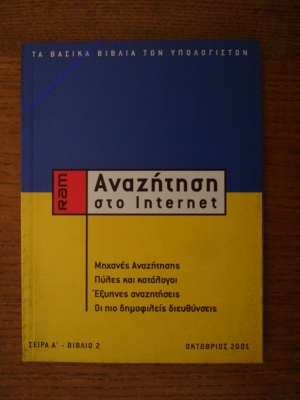 ΤΑ ΒΑΣΙΚΑ ΒΙΒΛΙΑ ΤΩΝ ΥΠΟΛΟΓΙΣΤΩΝ
RAM
Αναζήτηση
στο Internet
Μηχανές Αναζήτησης
Πύλες και κατάλογοι
Έξυπνες αναζητήσεις
Οι πιο δημοφιλείς διευθύνσεις
ΣΕΙΡΑ Α' - ΒΙΒΛΙΟ 2
ΟΚΤΩΒΡΙΟΣ 2001